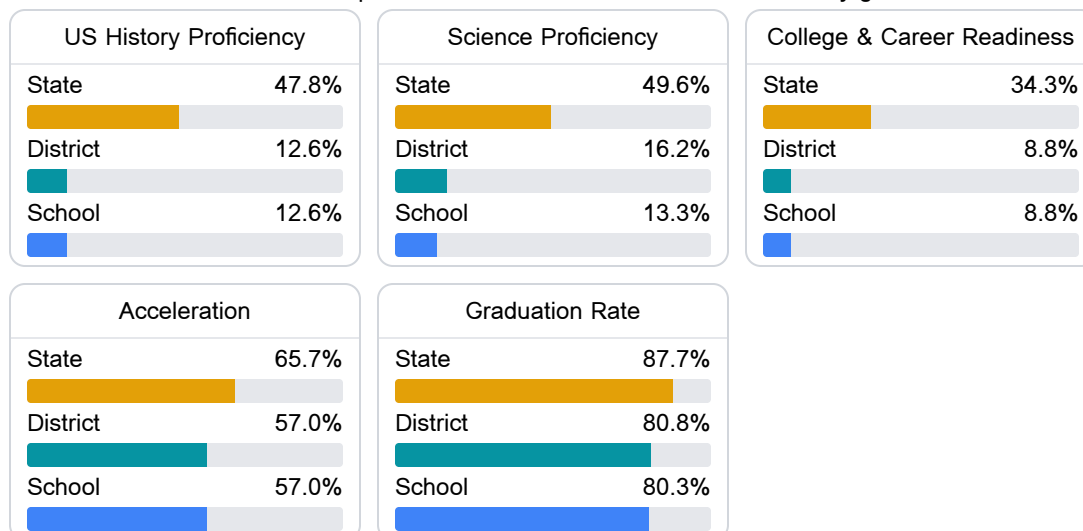 US History Proficiency
State 47.8%
District 12.6%
School 12.6%
Science Proficiency
State 49.6%
District 16.2%
School 13.3%
College & Career Readiness
State 34.3%
District 8.8%
School 8.8%
Acceleration
State 65.7%
District 57.0%
School 57.0%
Graduation Rate
State 87.7%
District 80.8%
School 80.3%